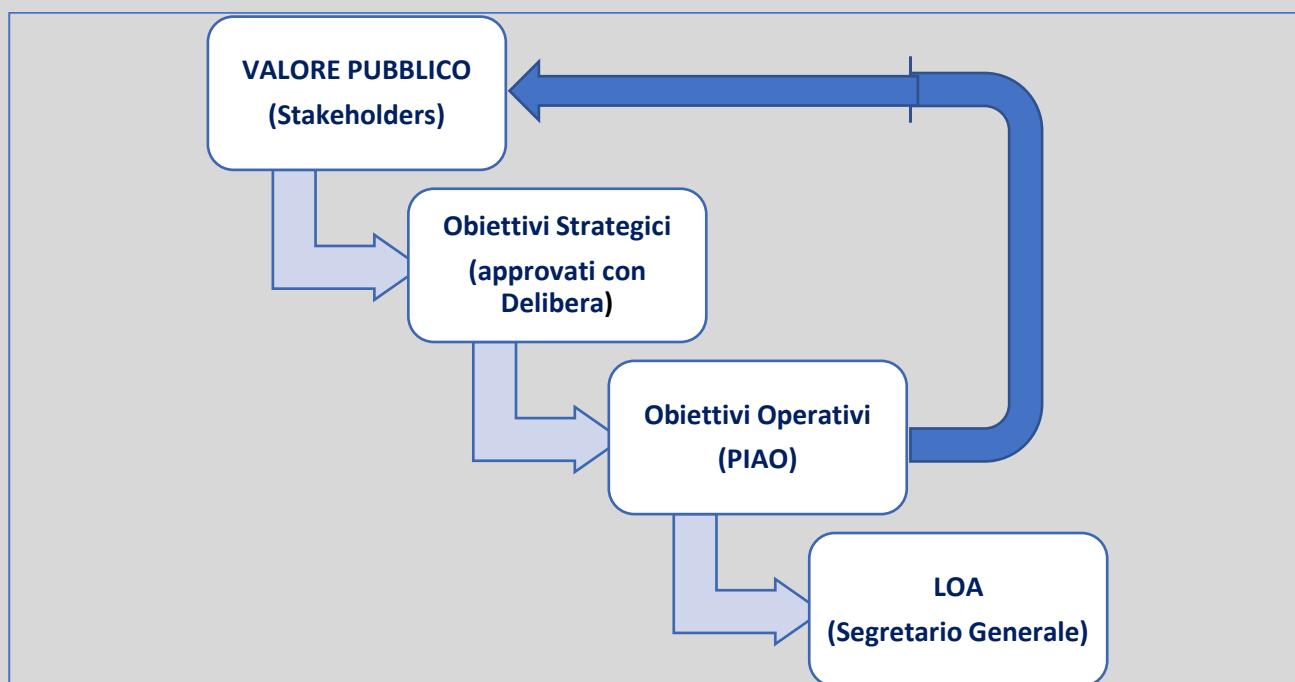 VALORE PUBBLICO
(Stakeholders)
Obiettivi Strategici
(approvati con
Delibera)
Obiettivi Operativi
(PIAO)
LOA
(Segretario Generale)